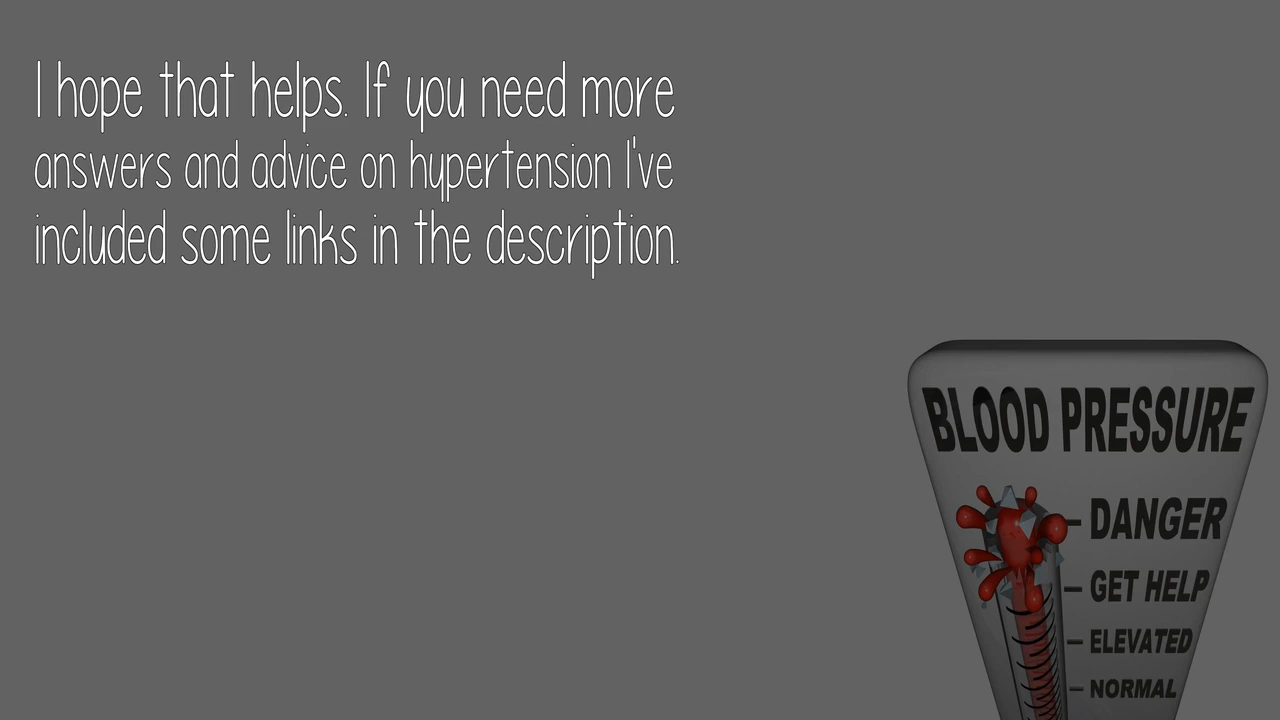 I hope that helps. If you need more
answers and advice on hypertension I've
included some links in the description.
BLOOD PRESSURE
DANGER
GET HELP
ELEVATED
NORMAL